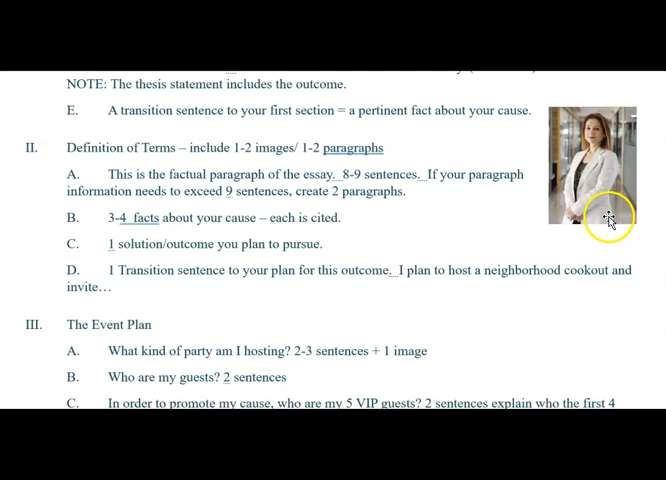 NOTE: The thesis statement includes the outcome.
E. A transition sentence to your first section = a pertinent fact about your cause.
II. Definition of Terms – include 1-2 images/ 1-2 paragraphs
A. This is the factual paragraph of the essay. 8-9 sentences. If your paragraph
information needs to exceed 9 sentences, create 2 paragraphs.
B. 3-4 facts about your cause – each is cited.
C. 1 solution/outcome you plan to pursue.
D. 1 Transition sentence to your plan for this outcome. I plan to host a neighborhood cookout and
invite…
III. The Event Plan
A. What kind of party am I hosting? 2-3 sentences + 1 image
B. Who are my guests? 2 sentences
C. In order to promote my cause, who are my 5 VIP guests? 2 sentences explain who the first 4